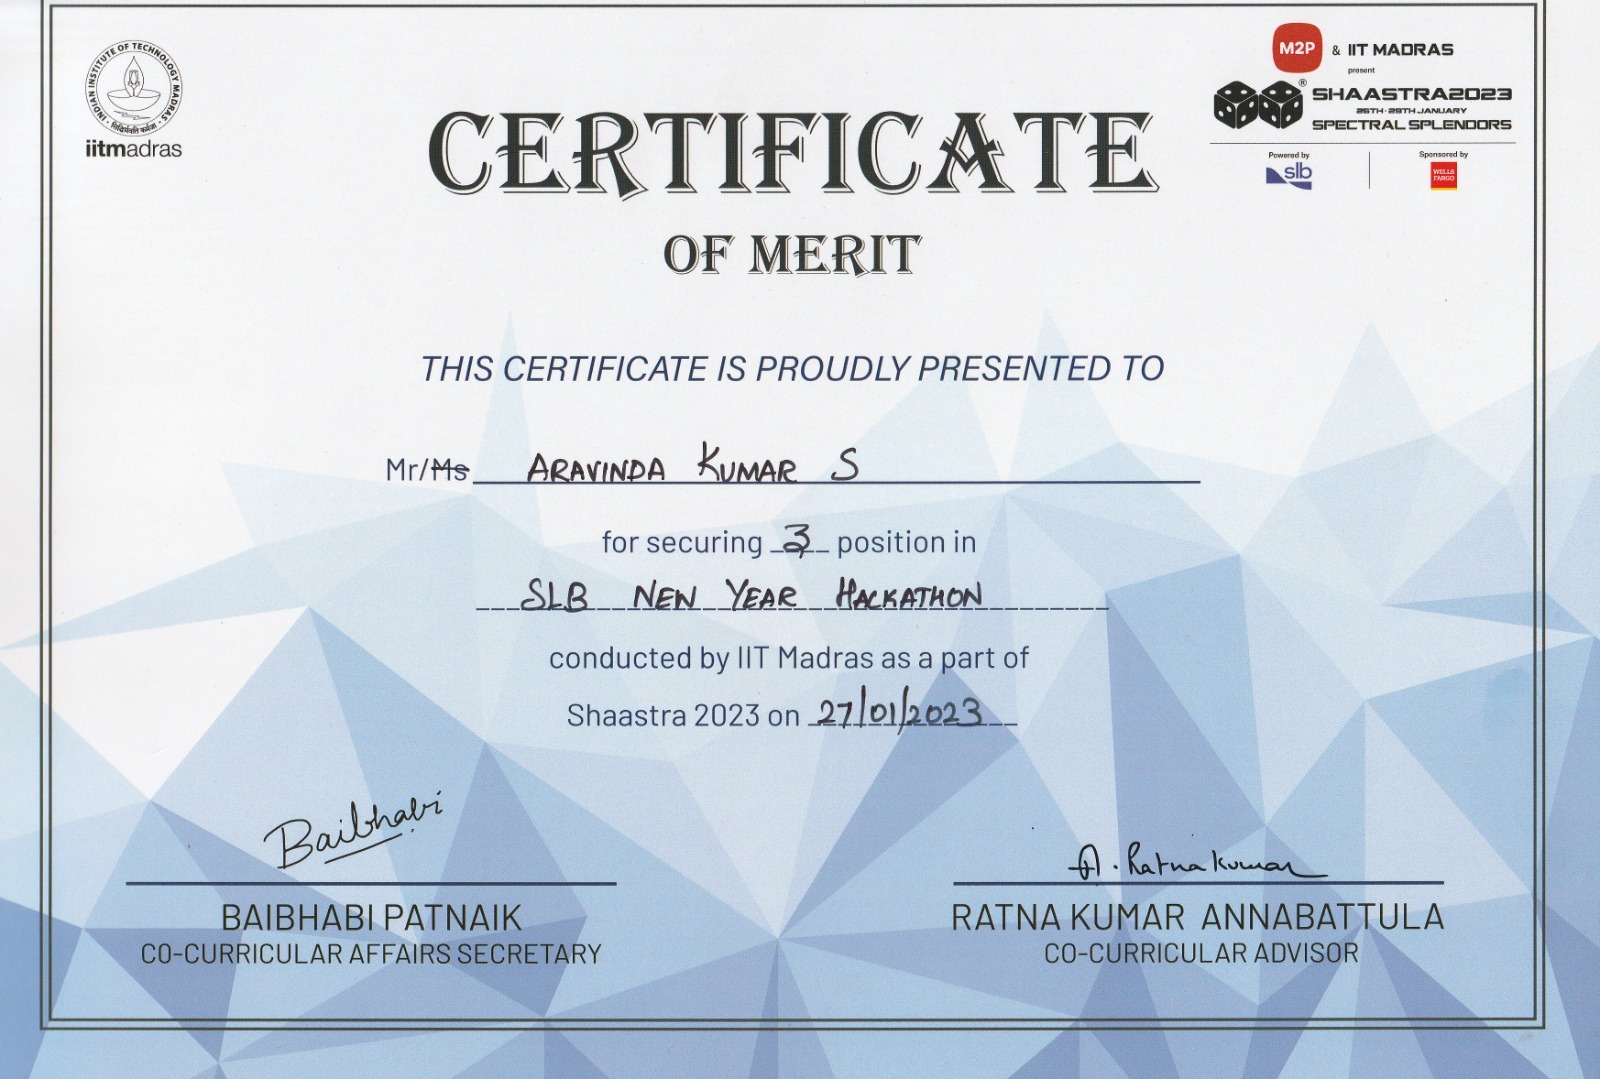 INDIAN INSTITUTE OF TECHNOLOGY MADRAS
सिद्धिर्भवति कर्मजा
iitmadras
M2P & IIT MADRAS
present
SHAASTRA2023
26TH-29TH JANUARY
SPECTRAL SPLENDORS
Powered by
slb
Sponsored by
WELLS
FARGO
CERTIFICATE
OF MERIT
THIS CERTIFICATE IS PROUDLY PRESENTED TO
Mr/Ms ARAVINDA KUMAR S
for securing 3 position in
SLB NEW YEAR HACKATHON
conducted by IIT Madras as a part of
Shaastra 2023 on 27/01/2023
Baibhabi
A. Ratna Kumar
BAIBHABI PATNAIK
CO-CURRICULAR AFFAIRS SECRETARY
RATNA KUMAR ANNABATTULA
CO-CURRICULAR ADVISOR